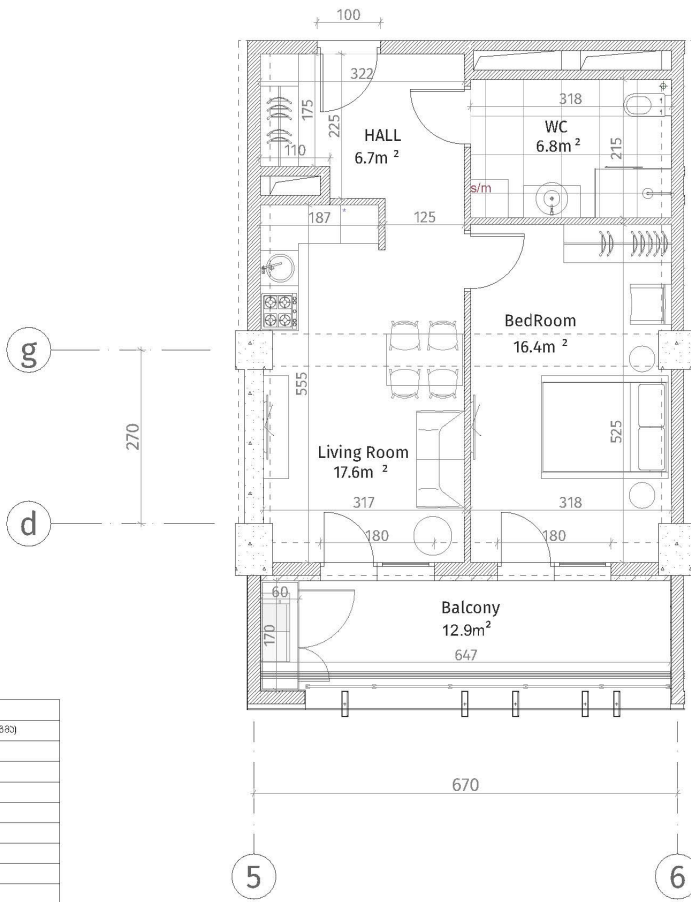 100
322
175
225
HALL
6.7m ²
110
318
WC
6.8m ²
215
s/m
187
125
BedRoom
16.4m ²
g
270
555
525
Living Room
17.6m ²
d
317
318
180
180
60
170
Balcony
12.9m²
647
670
5
6